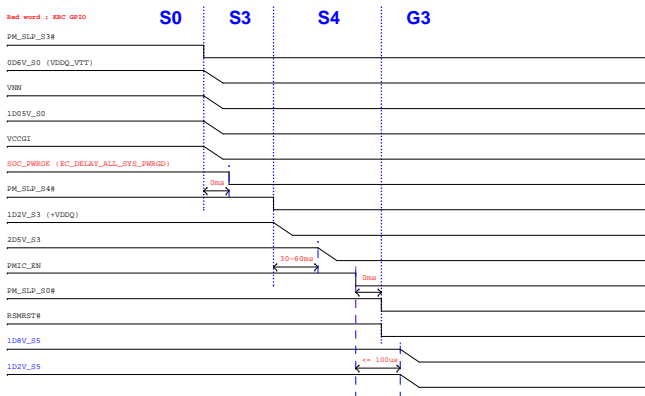 S0 S3 S4 G3
Red word : KBC GPIO
PM_SLP_S3#
0D6V_S0 (VDDQ_VTT)
VNN
1D05V_S0
VCCGI
SOC_PWROK (EC_DELAY_ALL_SYS_PWRGD)
0ms
PM_SLP_S4#
1D2V_S3 (+VDDQ)
2D5V_S3
30~60ms
PMIC_EN
0ms
PM_SLP_S0#
RSMRST#
1D8V_S5
<= 100us
1D2V_S5